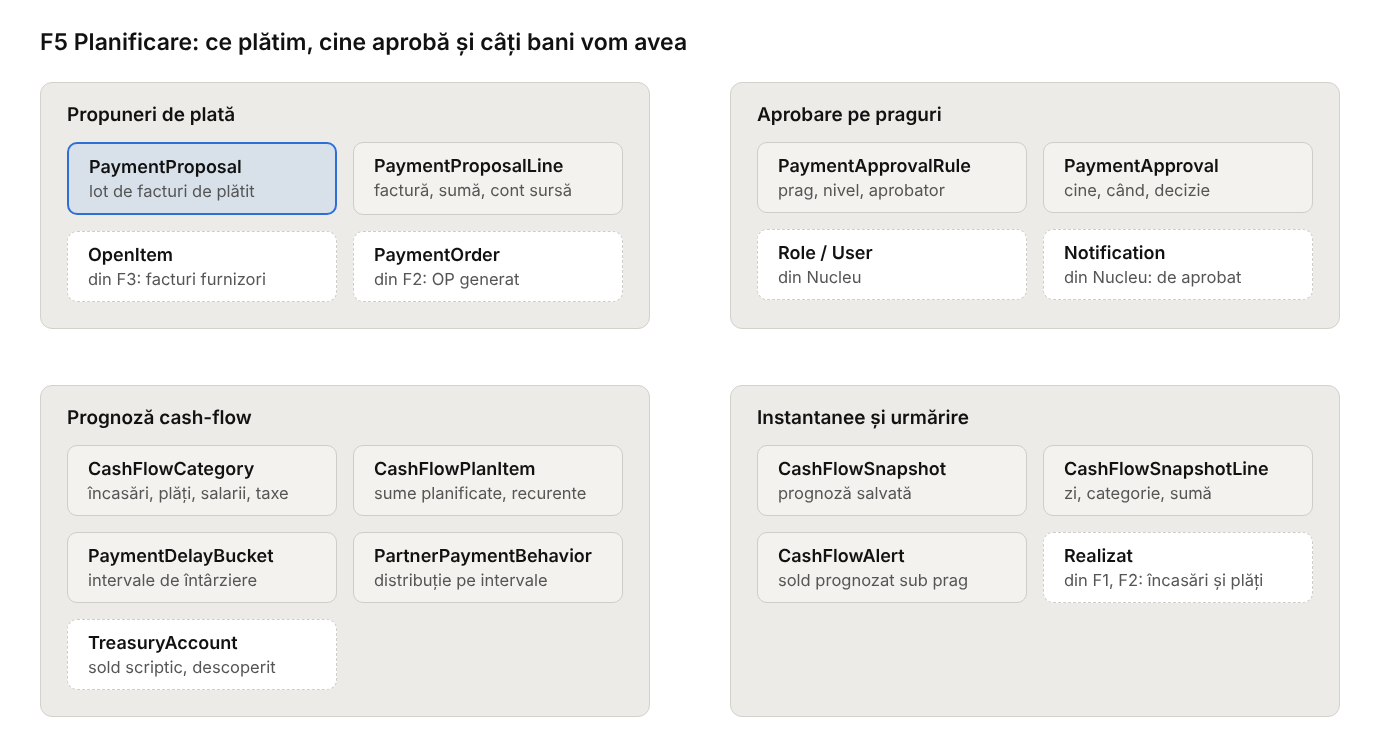 F5 Planificare: ce plătim, cine aprobă și câți bani vom avea
Propuneri de plată
PaymentProposal
lot de facturi de plătit
PaymentProposalLine
factură, sumă, cont sursă
OpenItem
din F3: facturi furnizori
PaymentOrder
din F2: OP generat
Aprobare pe praguri
PaymentApprovalRule
prag, nivel, aprobator
PaymentApproval
cine, când, decizie
Role / User
din Nucleu
Notification
din Nucleu: de aprobat
Prognoză cash-flow
CashFlowCategory
încasări, plăți, salarii, taxe
CashFlowPlanItem
sume planificate, recurente
PaymentDelayBucket
intervale de întârziere
PartnerPaymentBehavior
distribuție pe intervale
TreasuryAccount
sold scriptic, descoperit
Instantanee și urmărire
CashFlowSnapshot
prognoză salvată
CashFlowSnapshotLine
zi, categorie, sumă
CashFlowAlert
sold prognozat sub prag
Realizat
din F1, F2: încasări și plăți